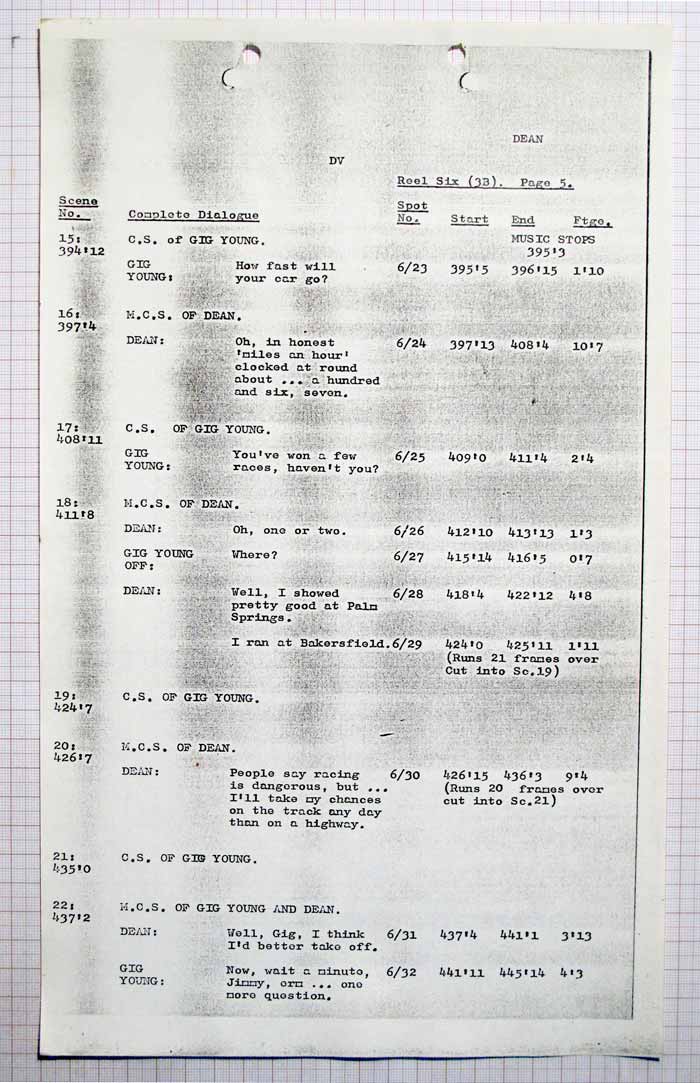 DEAN
DV
Reel Six (3B). Page 5.
Scene No. Complete Dialogue Spot No. Start End Ftge.
15: C.S. of GIG YOUNG. MUSIC STOPS
394'12 395'3
GIG How fast will 6/23 395'5 396'15 1'10
YOUNG: your car go?
16: M.C.S. OF DEAN.
397'4
DEAN: Oh, in honest 6/24 397'13 408'4 10'7
'miles an hour'
clocked at round
about ... a hundred
and six, seven.
17: C.S. OF GIG YOUNG.
408'11
GIG You've won a few 6/25 409'0 411'4 2'4
YOUNG: races, haven't you?
18: M.C.S. OF DEAN.
411'8
DEAN: Oh, one or two. 6/26 412'10 413'13 1'3
GIG YOUNG Where? 6/27 415'14 416'5 0'7
OFF:
DEAN: Well, I showed 6/28 418'4 422'12 4'8
pretty good at Palm
Springs.
I ran at Bakersfield. 6/29 424'0 425'11 1'11
(Runs 21 frames over
Cut into Sc.19)
19: C.S. OF GIG YOUNG.
424'7
20: M.C.S. OF DEAN.
426'7
DEAN: People say racing 6/30 426'15 436'3 9'4
is dangerous, but ... (Runs 20 frames over
I'll take my chances cut into Sc.21)
on the track any day
than on a highway.
21: C.S. OF GIG YOUNG.
435'0
22: M.C.S. OF GIG YOUNG AND DEAN.
437'2
DEAN: Well, Gig, I think 6/31 437'4 441'1 3'13
I'd better take off.
GIG Now, wait a minute, 6/32 441'11 445'14 4'3
YOUNG: Jimmy, erm ... one
more question.